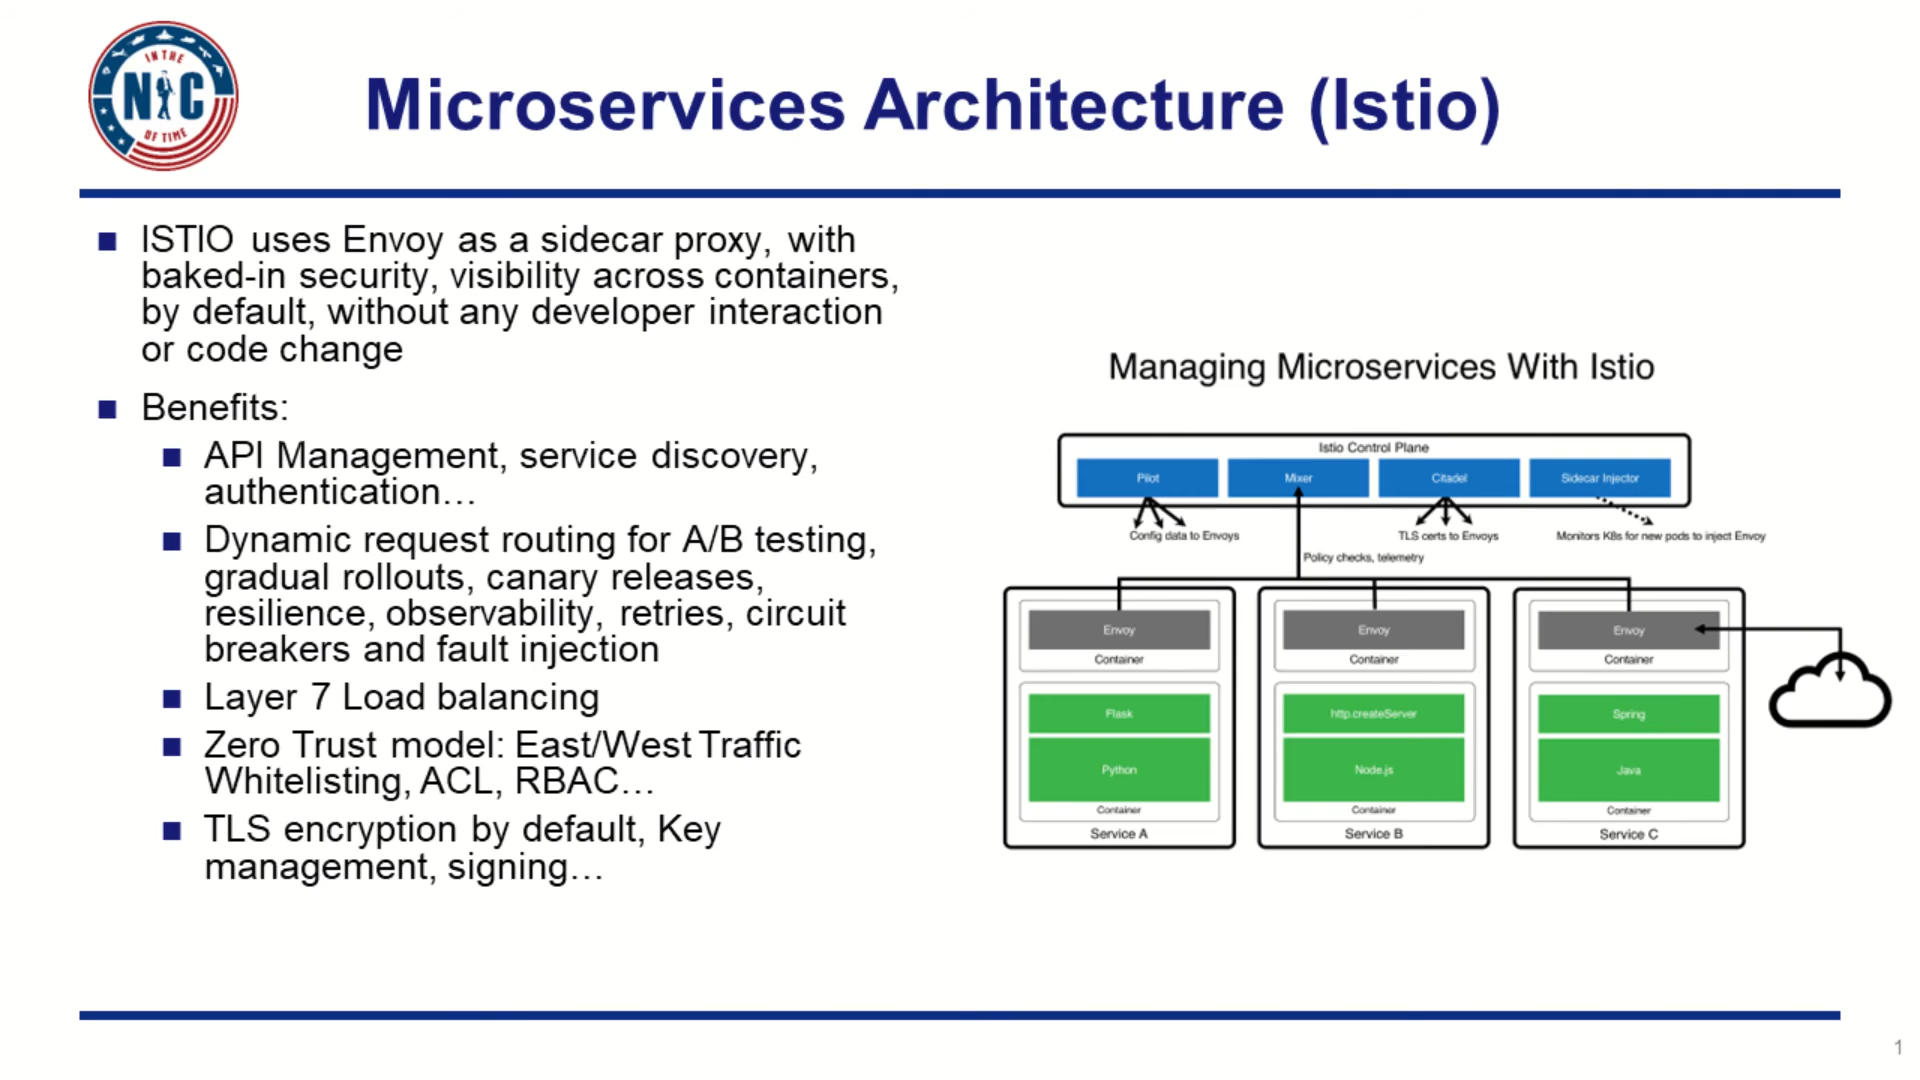 IN THE
NIC
OF TIME
Microservices Architecture (Istio)
ISTIO uses Envoy as a sidecar proxy, with
baked-in security, visibility across containers,
by default, without any developer interaction
or code change
Benefits:
API Management, service discovery,
authentication…
Dynamic request routing for A/B testing,
gradual rollouts, canary releases,
resilience, observability, retries, circuit
breakers and fault injection
Layer 7 Load balancing
Zero Trust model: East/West Traffic
Whitelisting, ACL, RBAC…
TLS encryption by default, Key
management, signing…
Managing Microservices With Istio
Istio Control Plane
Pilot
Mixer
Citadel
Sidecar Injector
Config data to Envoys
TLS certs to Envoys
Monitors K8s for new pods to inject Envoy
Policy checks, telemetry
Envoy
Container
Flask
Python
Container
Service A
Envoy
Container
http.createServer
Node.js
Container
Service B
Envoy
Container
Spring
Java
Container
Service C
1